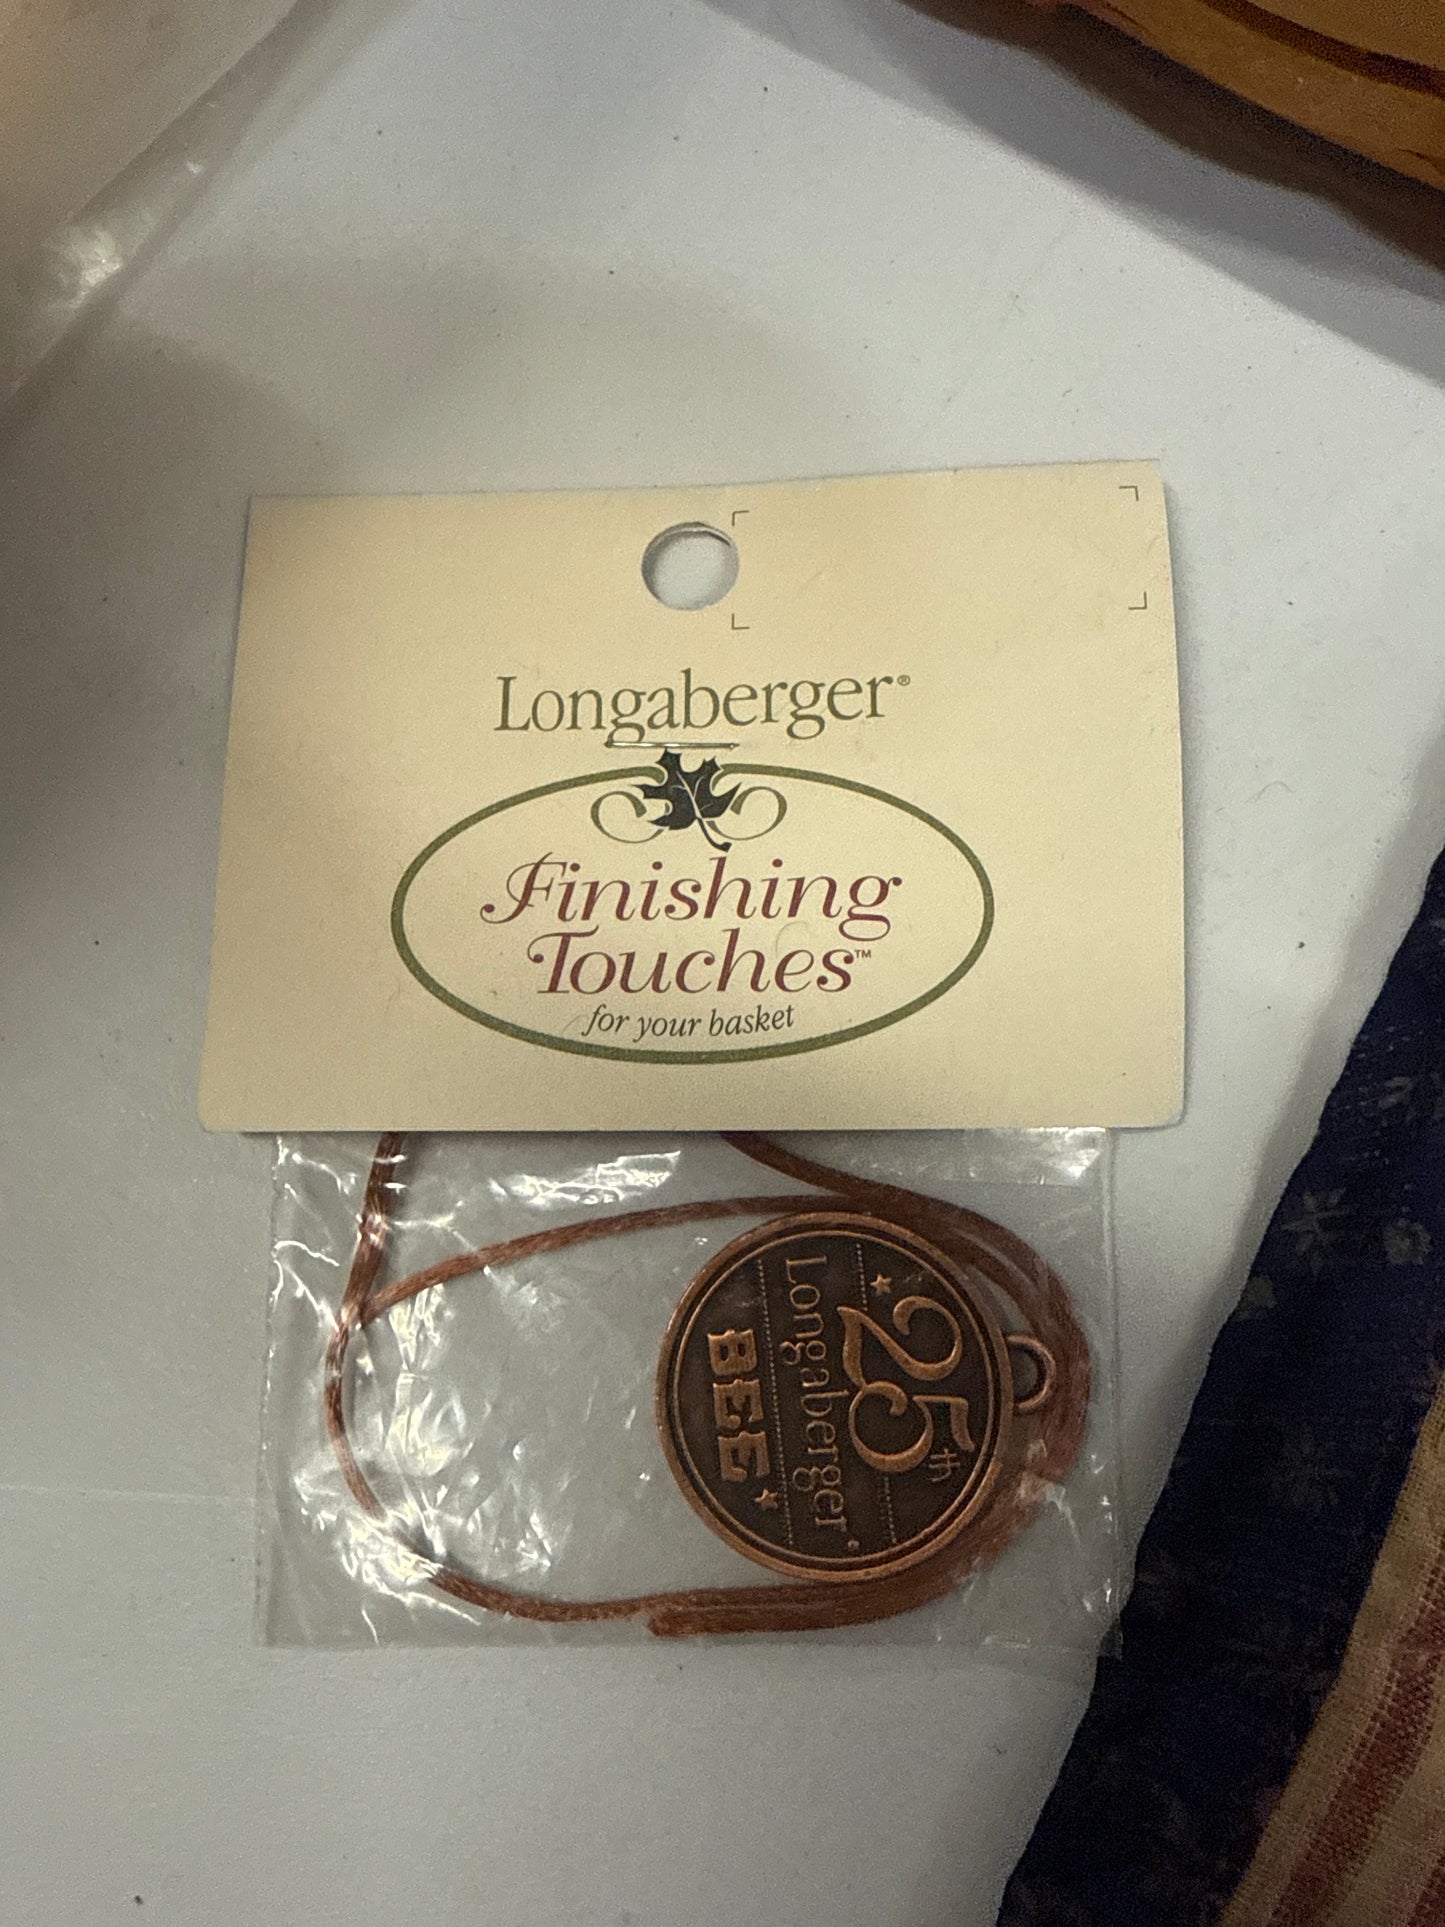 Longaberger®
Finishing
Touches™
for your basket
25th
Longaberger®
BEE